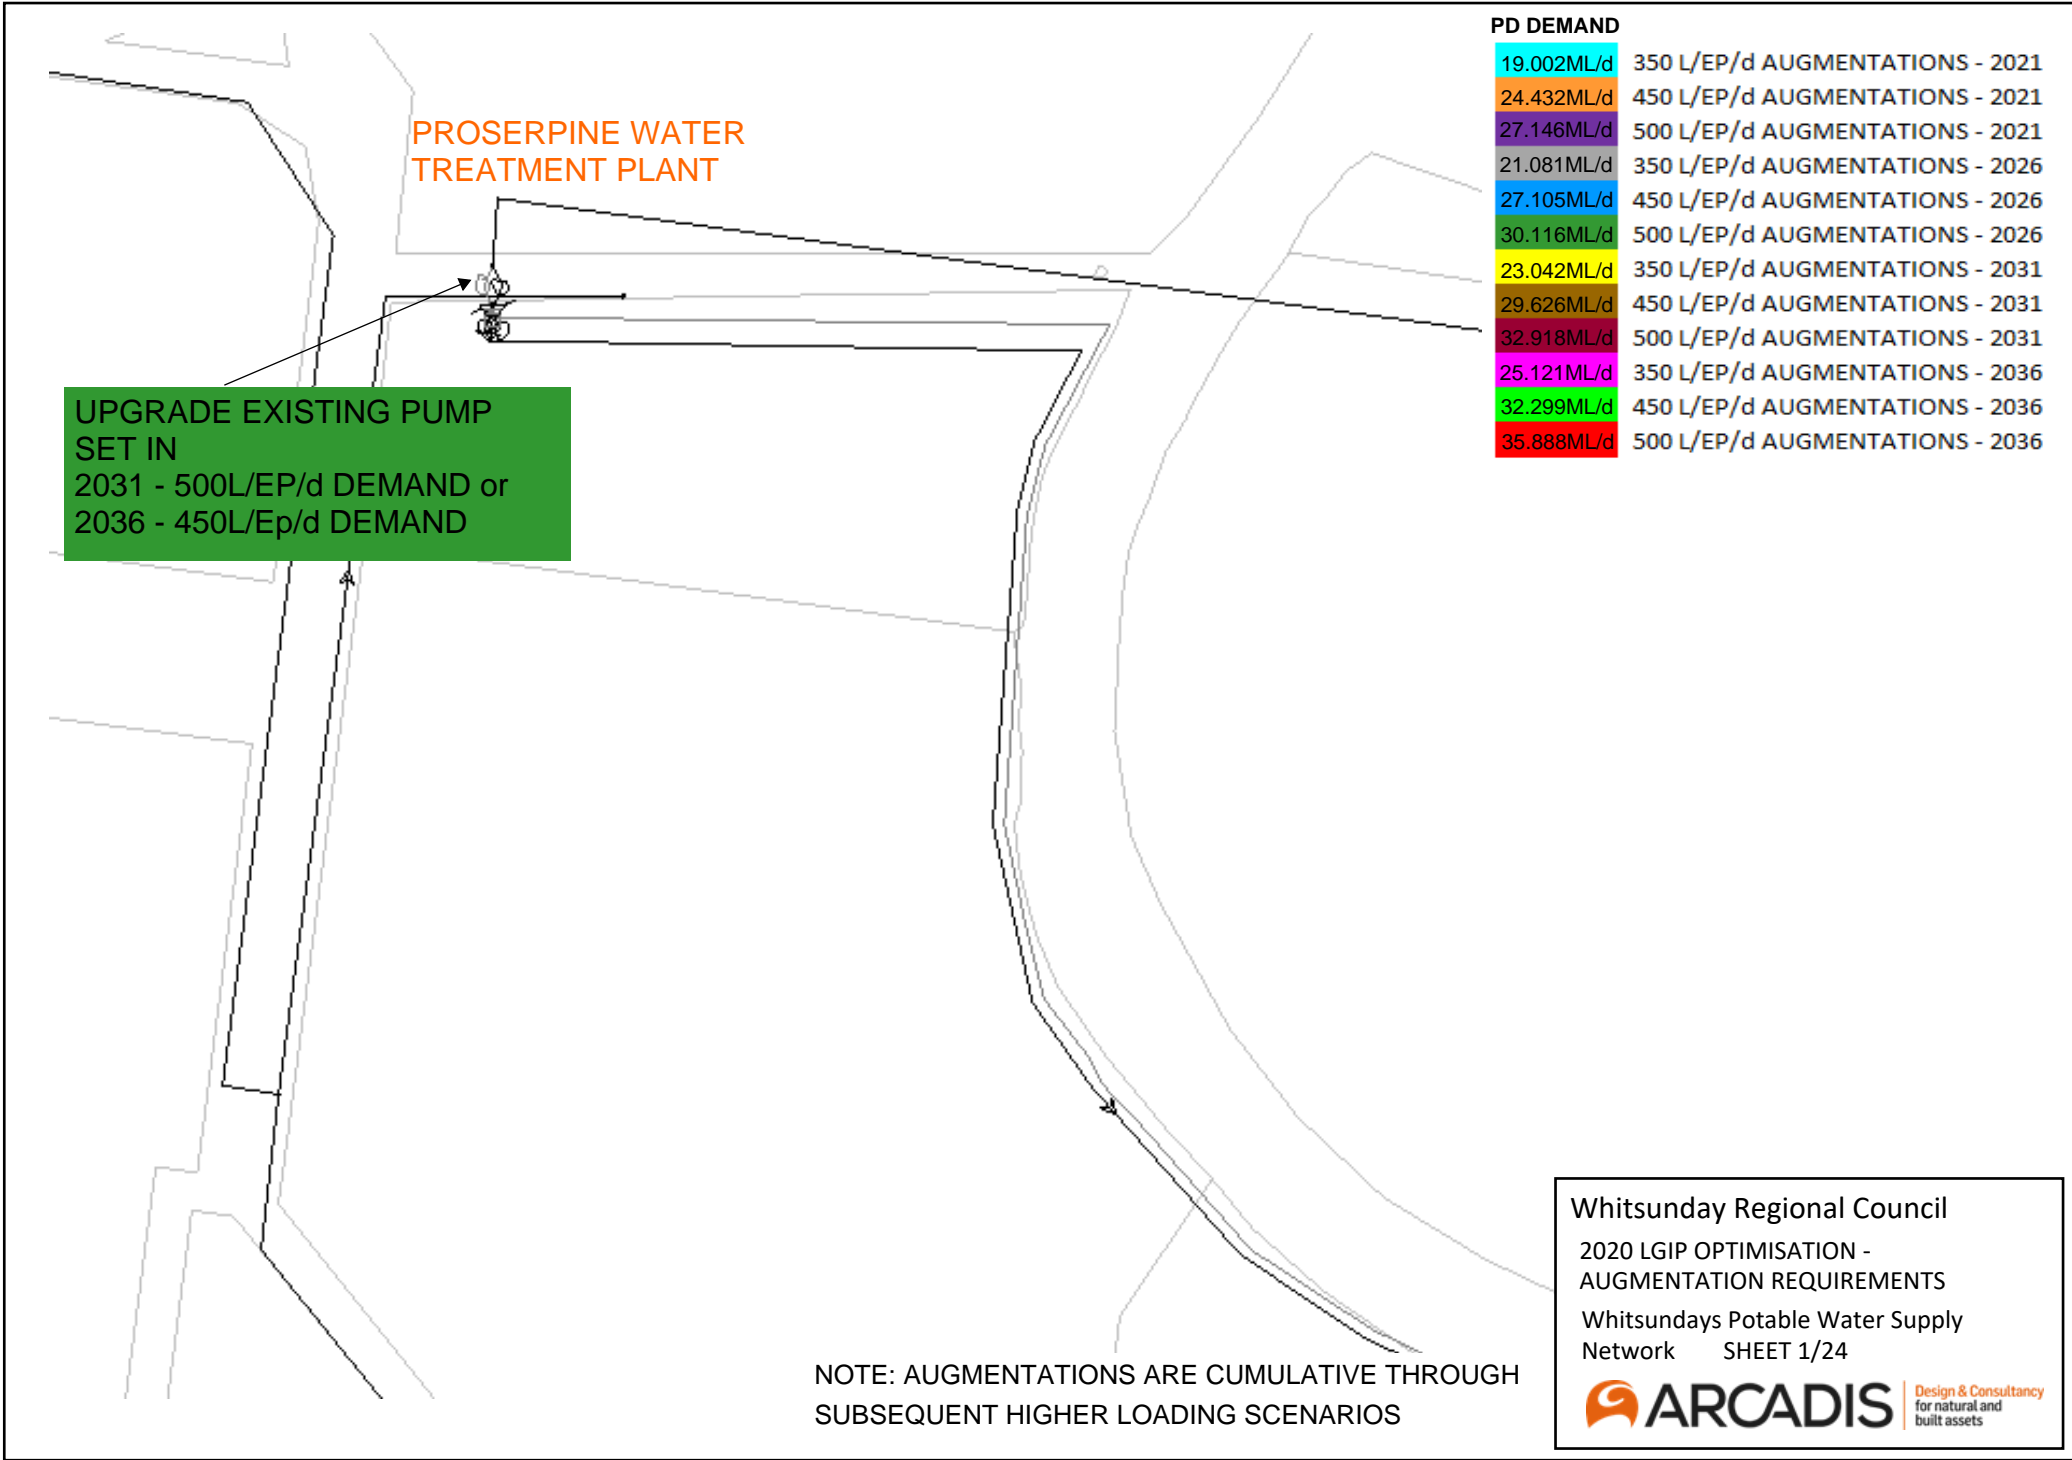 PD DEMAND
19.002ML/d 350 L/EP/d AUGMENTATIONS - 2021
24.432ML/d 450 L/EP/d AUGMENTATIONS - 2021
27.146ML/d 500 L/EP/d AUGMENTATIONS - 2021
21.081ML/d 350 L/EP/d AUGMENTATIONS - 2026
27.105ML/d 450 L/EP/d AUGMENTATIONS - 2026
30.116ML/d 500 L/EP/d AUGMENTATIONS - 2026
23.042ML/d 350 L/EP/d AUGMENTATIONS - 2031
29.626ML/d 450 L/EP/d AUGMENTATIONS - 2031
32.918ML/d 500 L/EP/d AUGMENTATIONS - 2031
25.121ML/d 350 L/EP/d AUGMENTATIONS - 2036
32.299ML/d 450 L/EP/d AUGMENTATIONS - 2036
35.888ML/d 500 L/EP/d AUGMENTATIONS - 2036
PROSERPINE WATER
TREATMENT PLANT
UPGRADE EXISTING PUMP
SET IN
2031 - 500L/EP/d DEMAND or
2036 - 450L/Ep/d DEMAND
NOTE: AUGMENTATIONS ARE CUMULATIVE THROUGH
SUBSEQUENT HIGHER LOADING SCENARIOS
Whitsunday Regional Council
2020 LGIP OPTIMISATION -
AUGMENTATION REQUIREMENTS
Whitsundays Potable Water Supply
Network SHEET 1/24
ARCADIS
Design & Consultancy
for natural and
built assets